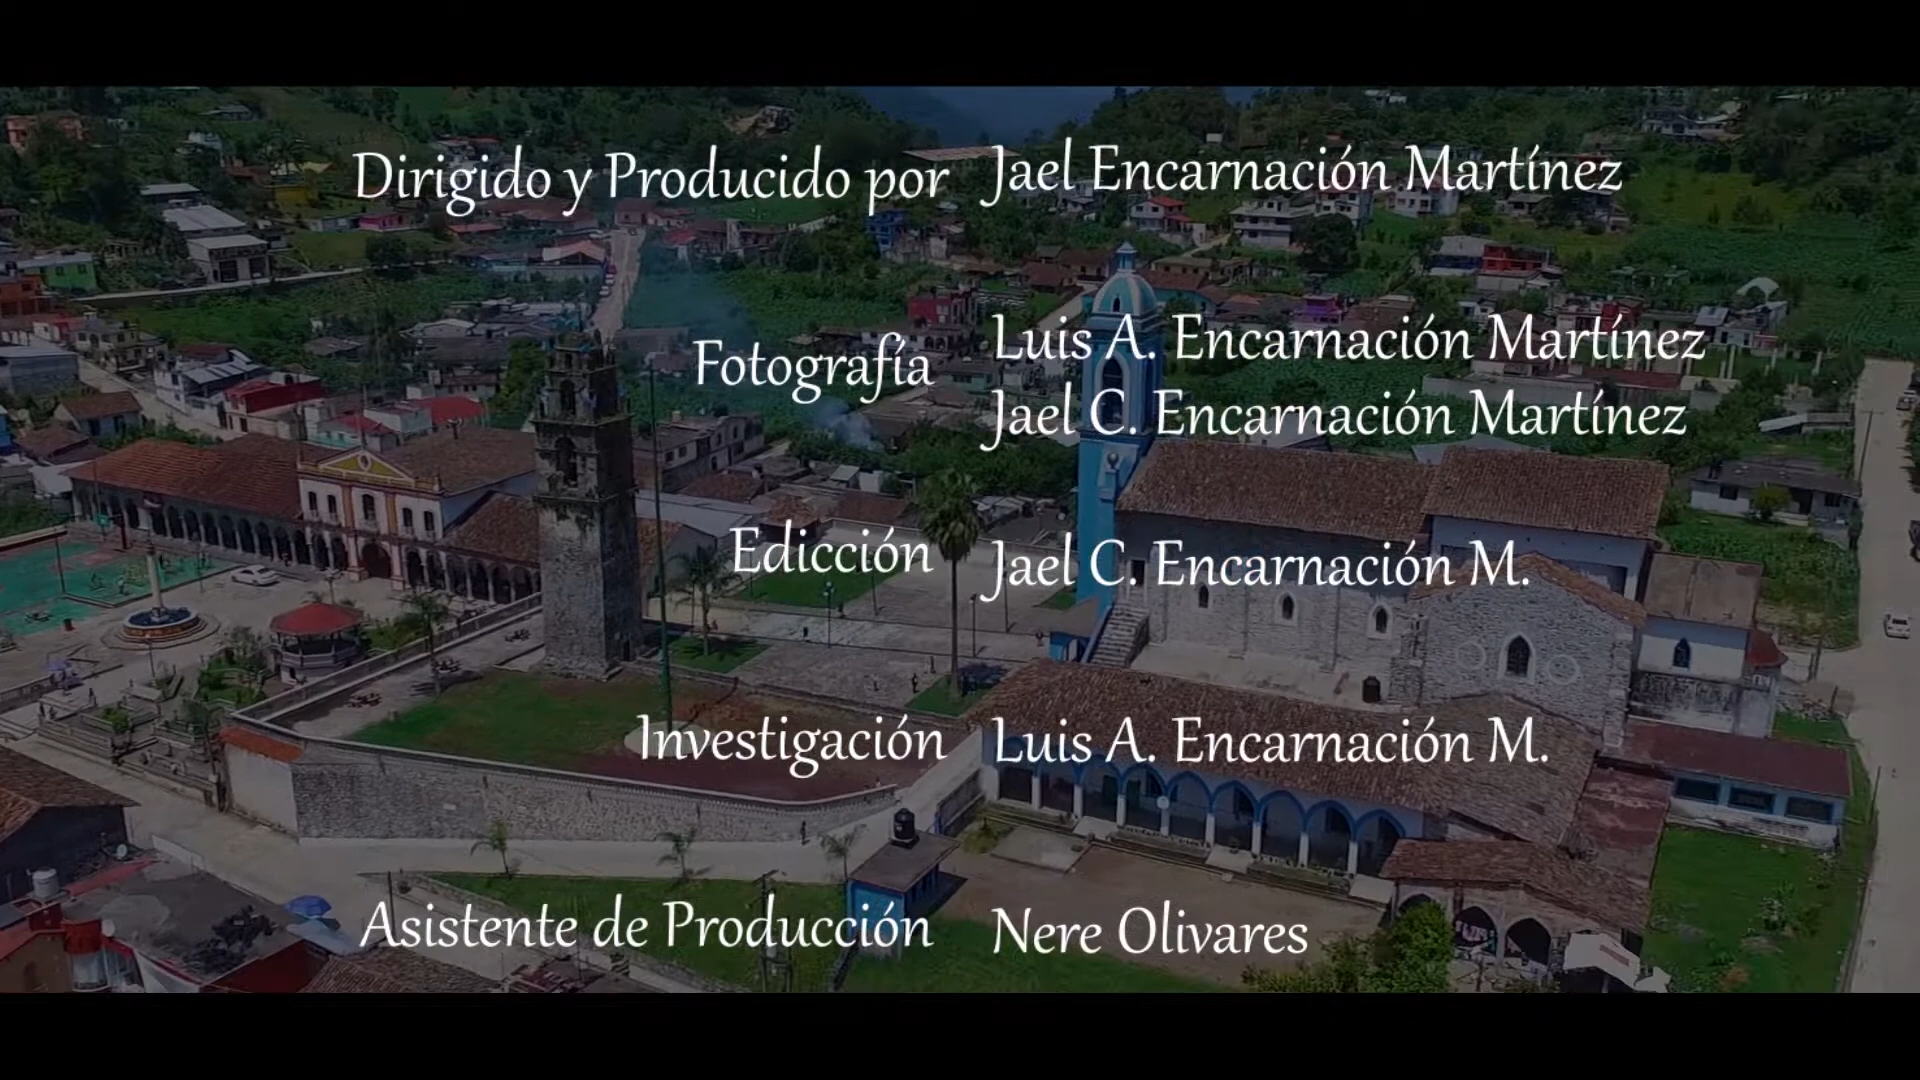 Dirigido y Producido por Jael Encarnación Martínez
Fotografía Luis A. Encarnación Martínez
Jael C. Encarnación Martínez
Edicción Jael C. Encarnación M.
Investigación Luis A. Encarnación M.
Asistente de Producción Nere Olivares